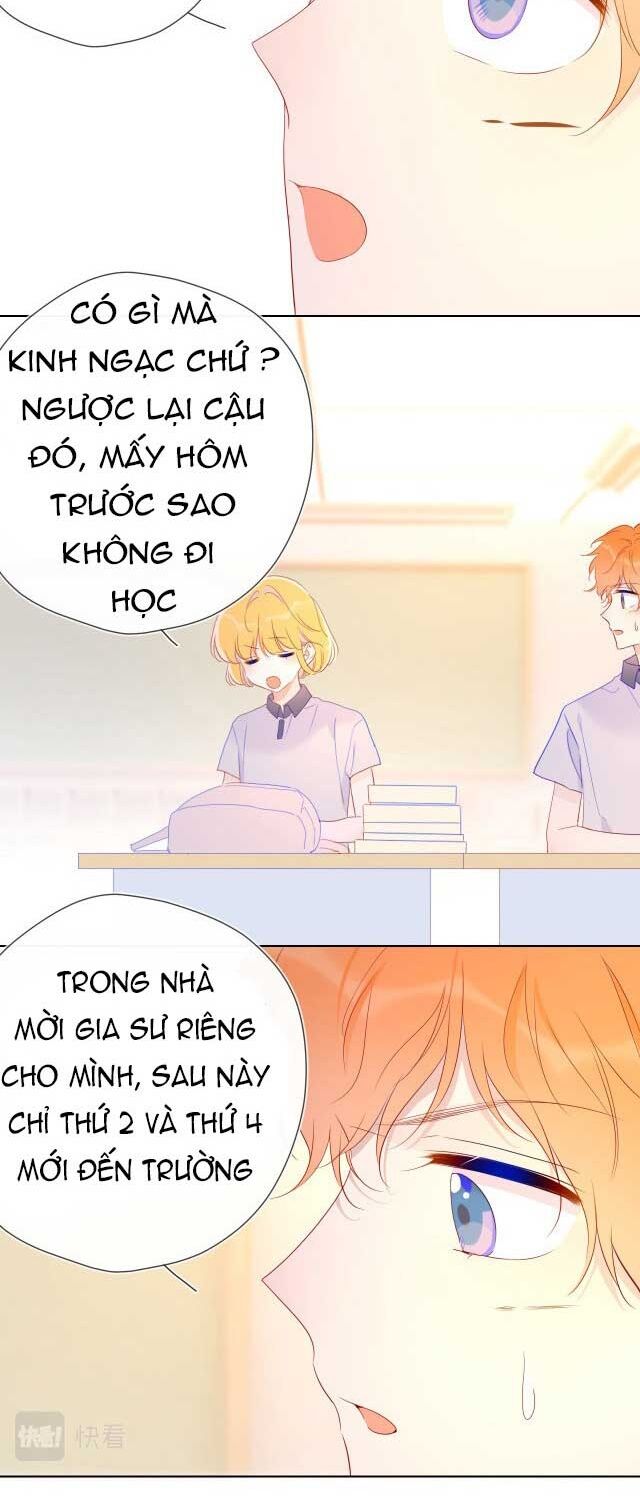 CÓ GÌ MÀ
KINH NGẠC CHỨ ?
NGƯỢC LẠI CẬU
ĐÓ, MẤY HÔM
TRƯỚC SAO
KHÔNG ĐI
HỌC
TRONG NHÀ
MỜI GIA SƯ RIÊNG
CHO MÌNH, SAU NÀY
CHỈ THỨ 2 VÀ THỨ 4
MỚI ĐẾN TRƯỜNG
快看! 快看